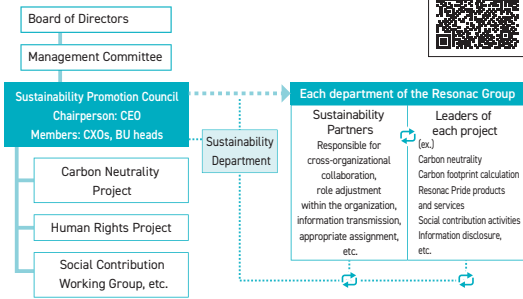 Board of Directors
Management Committee
Sustainability Promotion Council
Chairperson: CEO
Members: CXOs, BU heads
Carbon Neutrality
Project
Human Rights Project
Social Contribution
Working Group, etc.
Sustainability
Department
Each department of the Resonac Group
Sustainability
Partners
Responsible for
cross-organizational
collaboration,
role adjustment
within the organization,
information transmission,
appropriate assignment,
etc.
Leaders of
each project
(ex.)
Carbon neutrality
Carbon footprint calculation
Resonac Pride products
and services
Social contribution activities
Information disclosure,
etc.